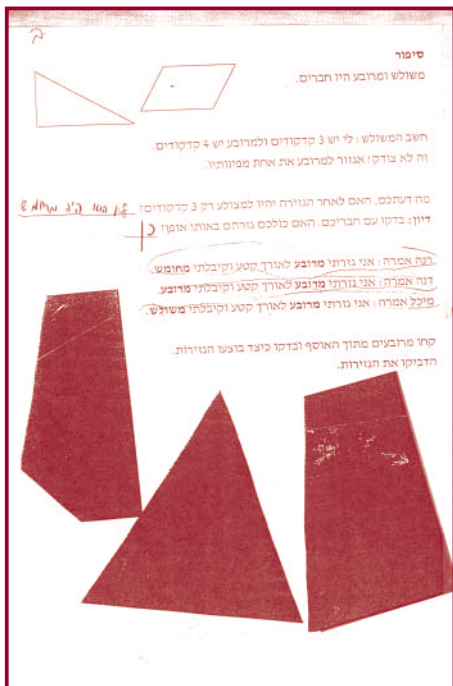 ב
סיפור
משולש ומרובע היו חברים.
חשב המשולש: לי יש 3 קדקודים ולמרובע יש 4 קדקודים.
זה לא צודק! אגזור למרובע את אחת מפינותיו.
מה דעתכם, האם לאחר הגזירה יהיו למצולע רק 3 קדקודים?
דיון: בדקו עם חבריכם. האם כולכם גזרתם באותו אופן?
רנה אמרה: אני גזרתי מרובע לאורך קטע וקיבלתי מחומש.
דנה אמרה: אני גזרתי מרובע לאורך קטע וקיבלתי מרובע.
מיכל אמרה: אני גזרתי מרובע לאורך קטע וקיבלתי משולש.
קחו מרובעים מתוך האוסף ובדקו כיצד בוצעו הגזירות.
הדביקו את הגזירות.